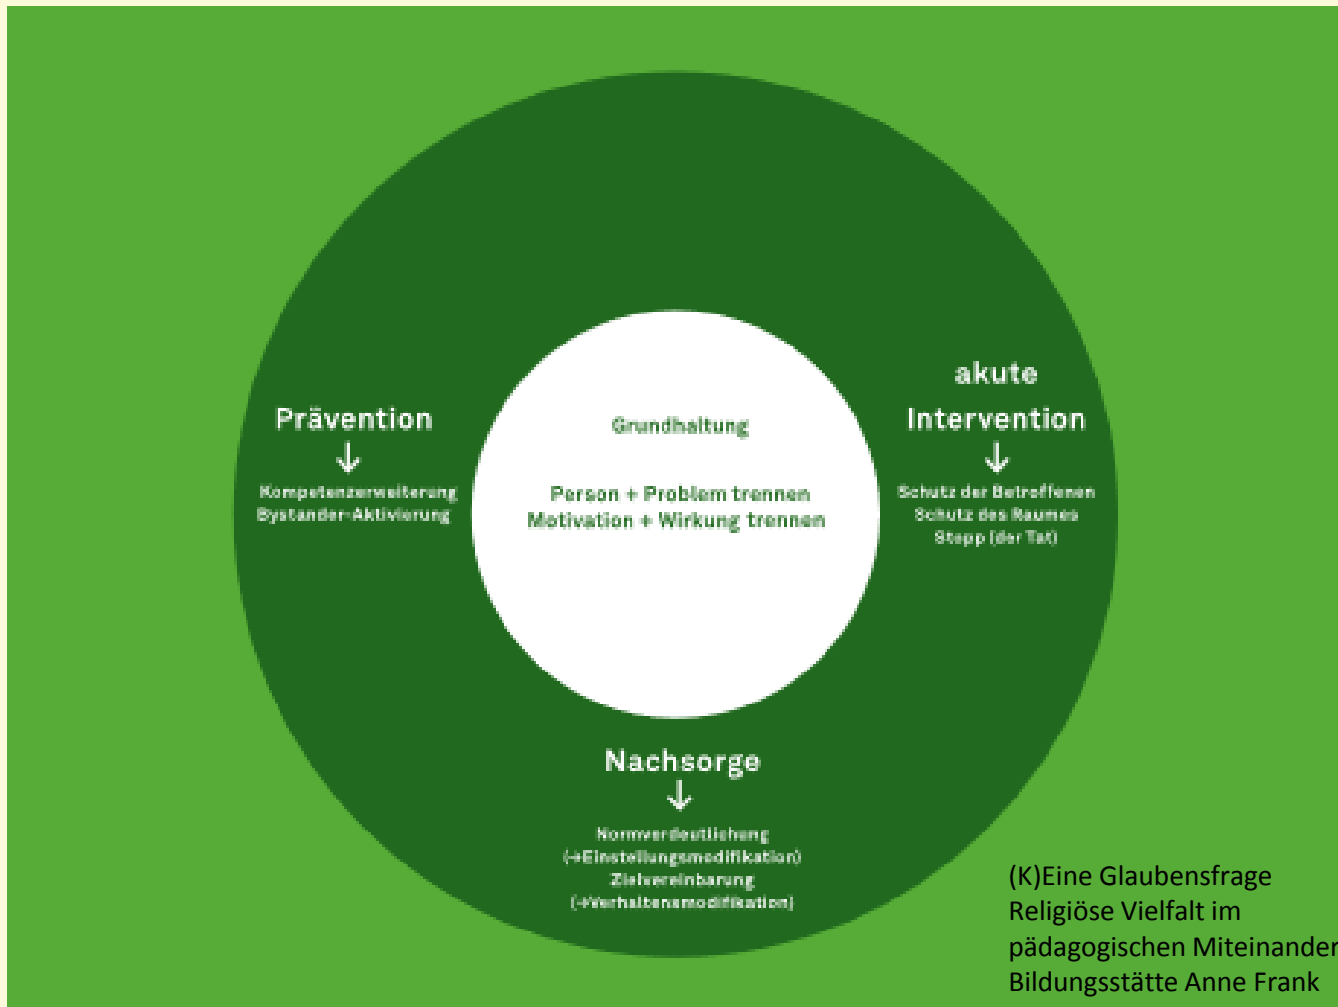 Prävention
↓
Kompetenzerweiterung
Bystander-Aktivierung
Grundhaltung
Person + Problem trennen
Motivation + Wirkung trennen
akute
Intervention
↓
Schutz der Betroffenen
Schutz des Raumes
Stopp (der Tat)
Nachsorge
↓
Normverdeutlichung
(→Einstellungsmodifikation)
Zielvereinbarung
(→Verhaltensmodifikation)
(K)Eine Glaubensfrage
Religiöse Vielfalt im
pädagogischen Miteinander
Bildungsstätte Anne Frank